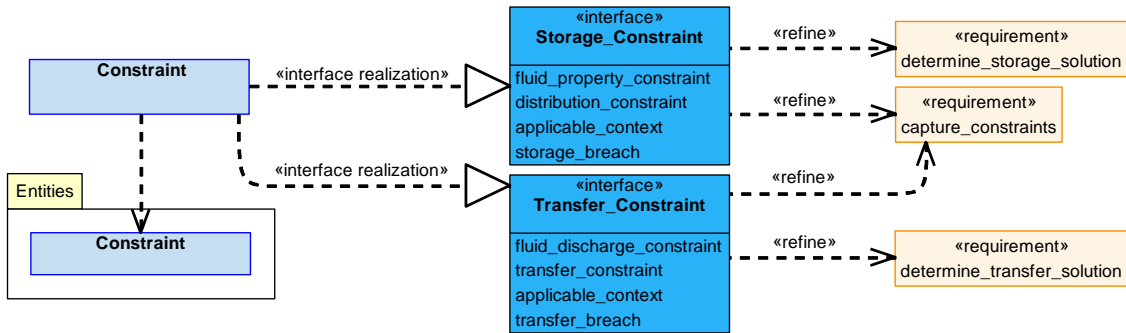 Constraint
«interface realization»
«interface»
Storage_Constraint
fluid_property_constraint
distribution_constraint
applicable_context
storage_breach
«refine»
«requirement»
determine_storage_solution
«refine»
«requirement»
capture_constraints
«interface realization»
«interface»
Transfer_Constraint
fluid_discharge_constraint
transfer_constraint
applicable_context
transfer_breach
«refine»
«refine»
«requirement»
determine_transfer_solution
Entities
Constraint